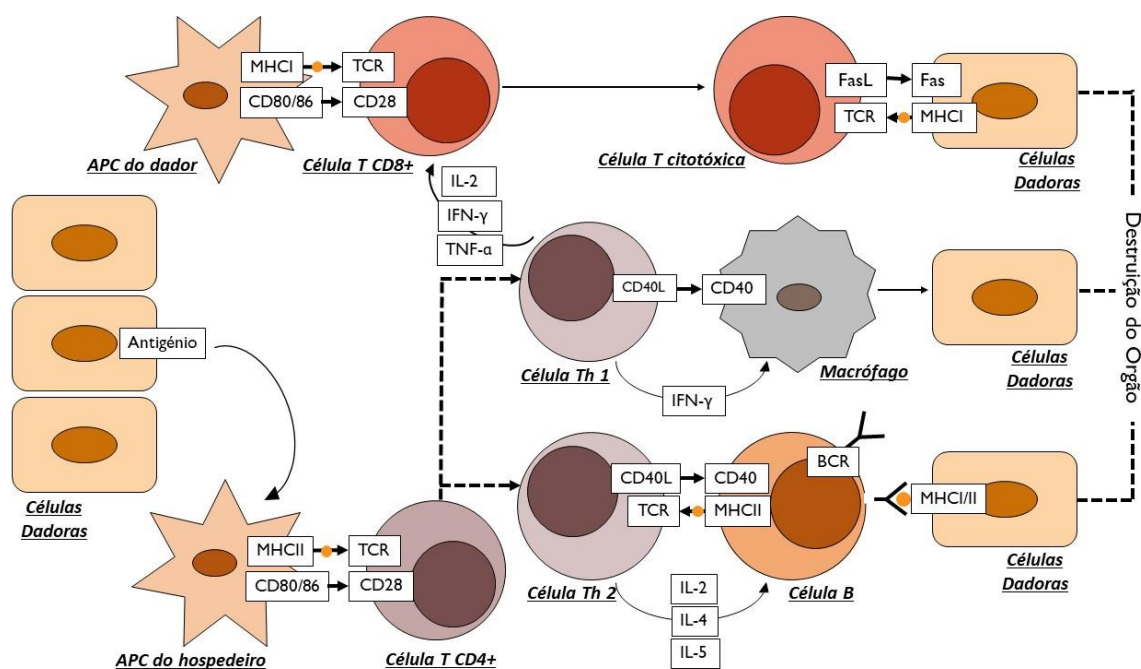 MHCI
TCR
CD80/86
CD28
APC do dador
Célula T CD8+
FasL
Fas
TCR
MHCI
Célula T citotóxica
Células
Dadoras
IL-2
IFN-γ
TNF-α
Antigénio
Células
Dadoras
CD40L
CD40
Célula Th 1
Macrófago
IFN-γ
Células
Dadoras
Destruição do Orgão
MHCII
TCR
CD80/86
CD28
APC do hospedeiro
Célula T CD4+
CD40L
CD40
TCR
MHCII
BCR
Célula Th 2
Célula B
IL-2
IL-4
IL-5
MHCI/II
Células
Dadoras